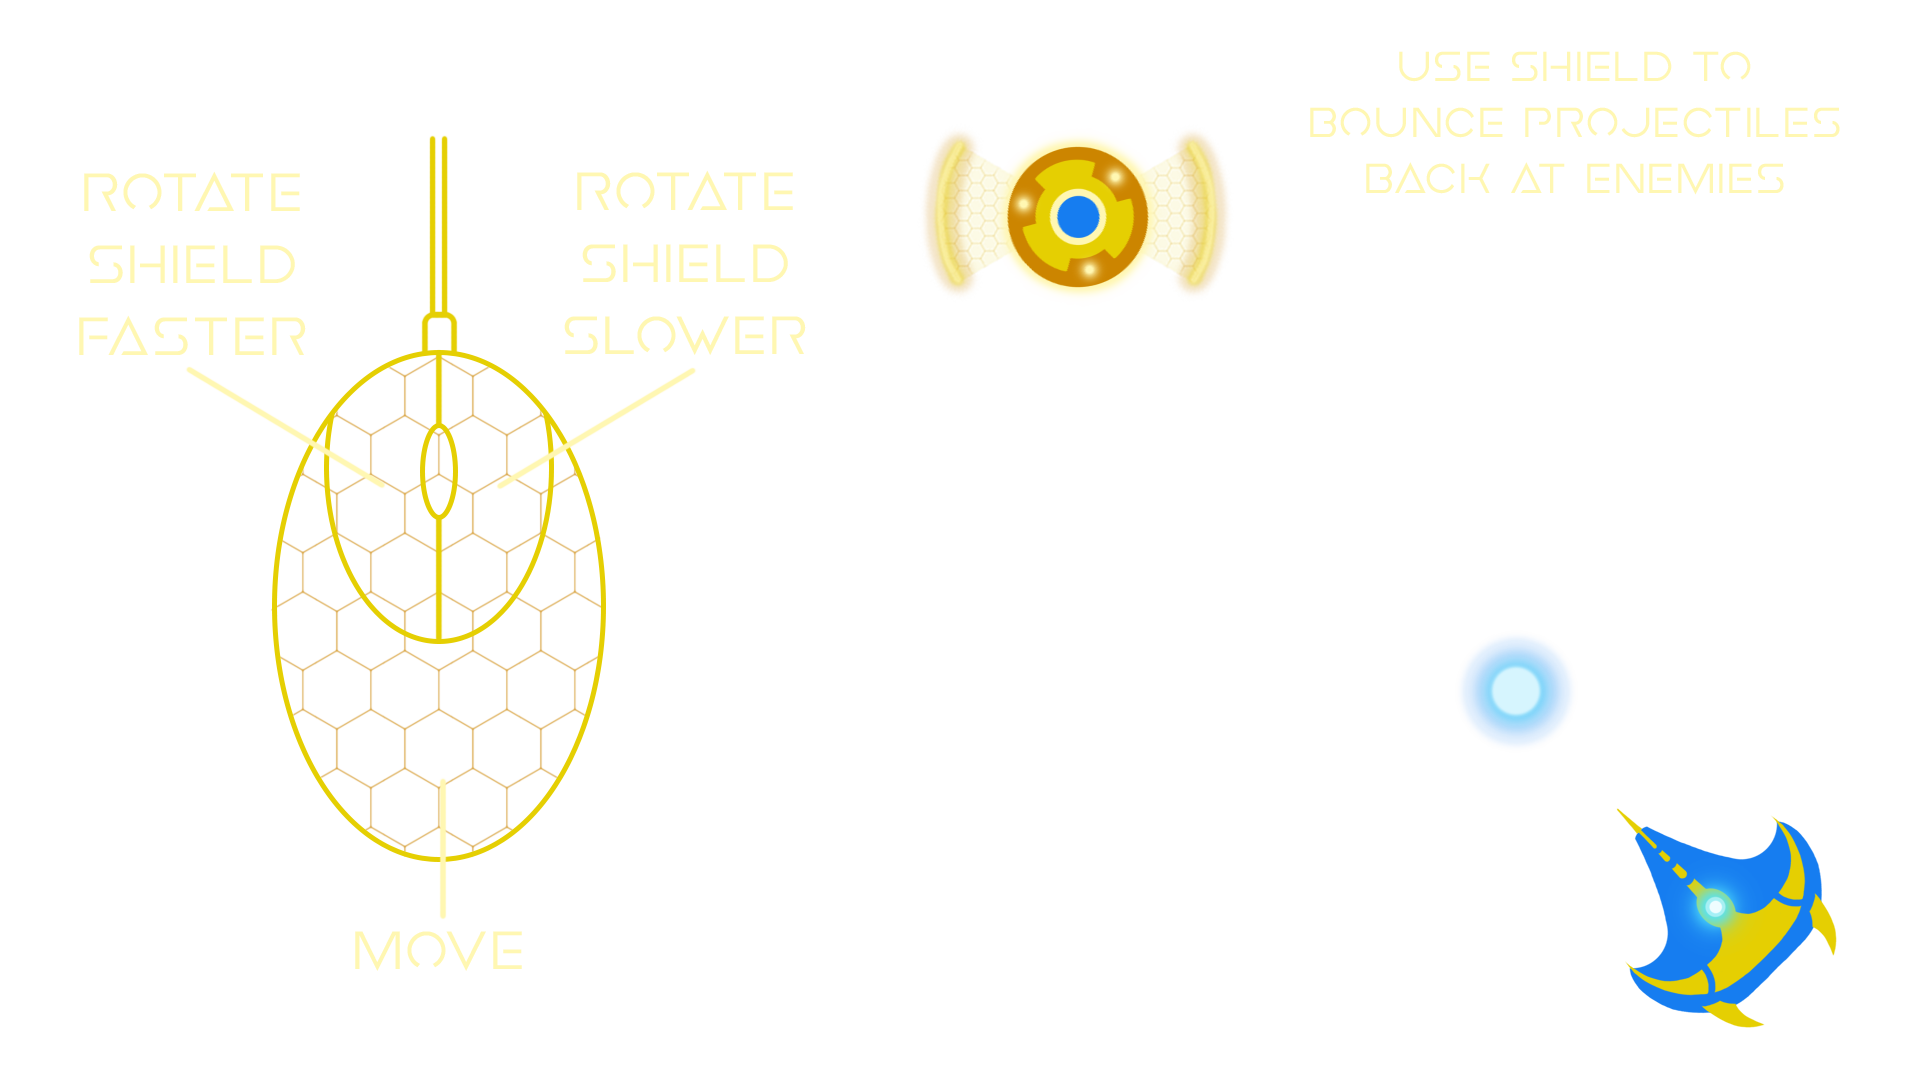 ROTATE
SHIELD
FASTER
ROTATE
SHIELD
SLOWER
MOVE
USE SHIELD TO
BOUNCE PROJECTILES
BACK AT ENEMIES